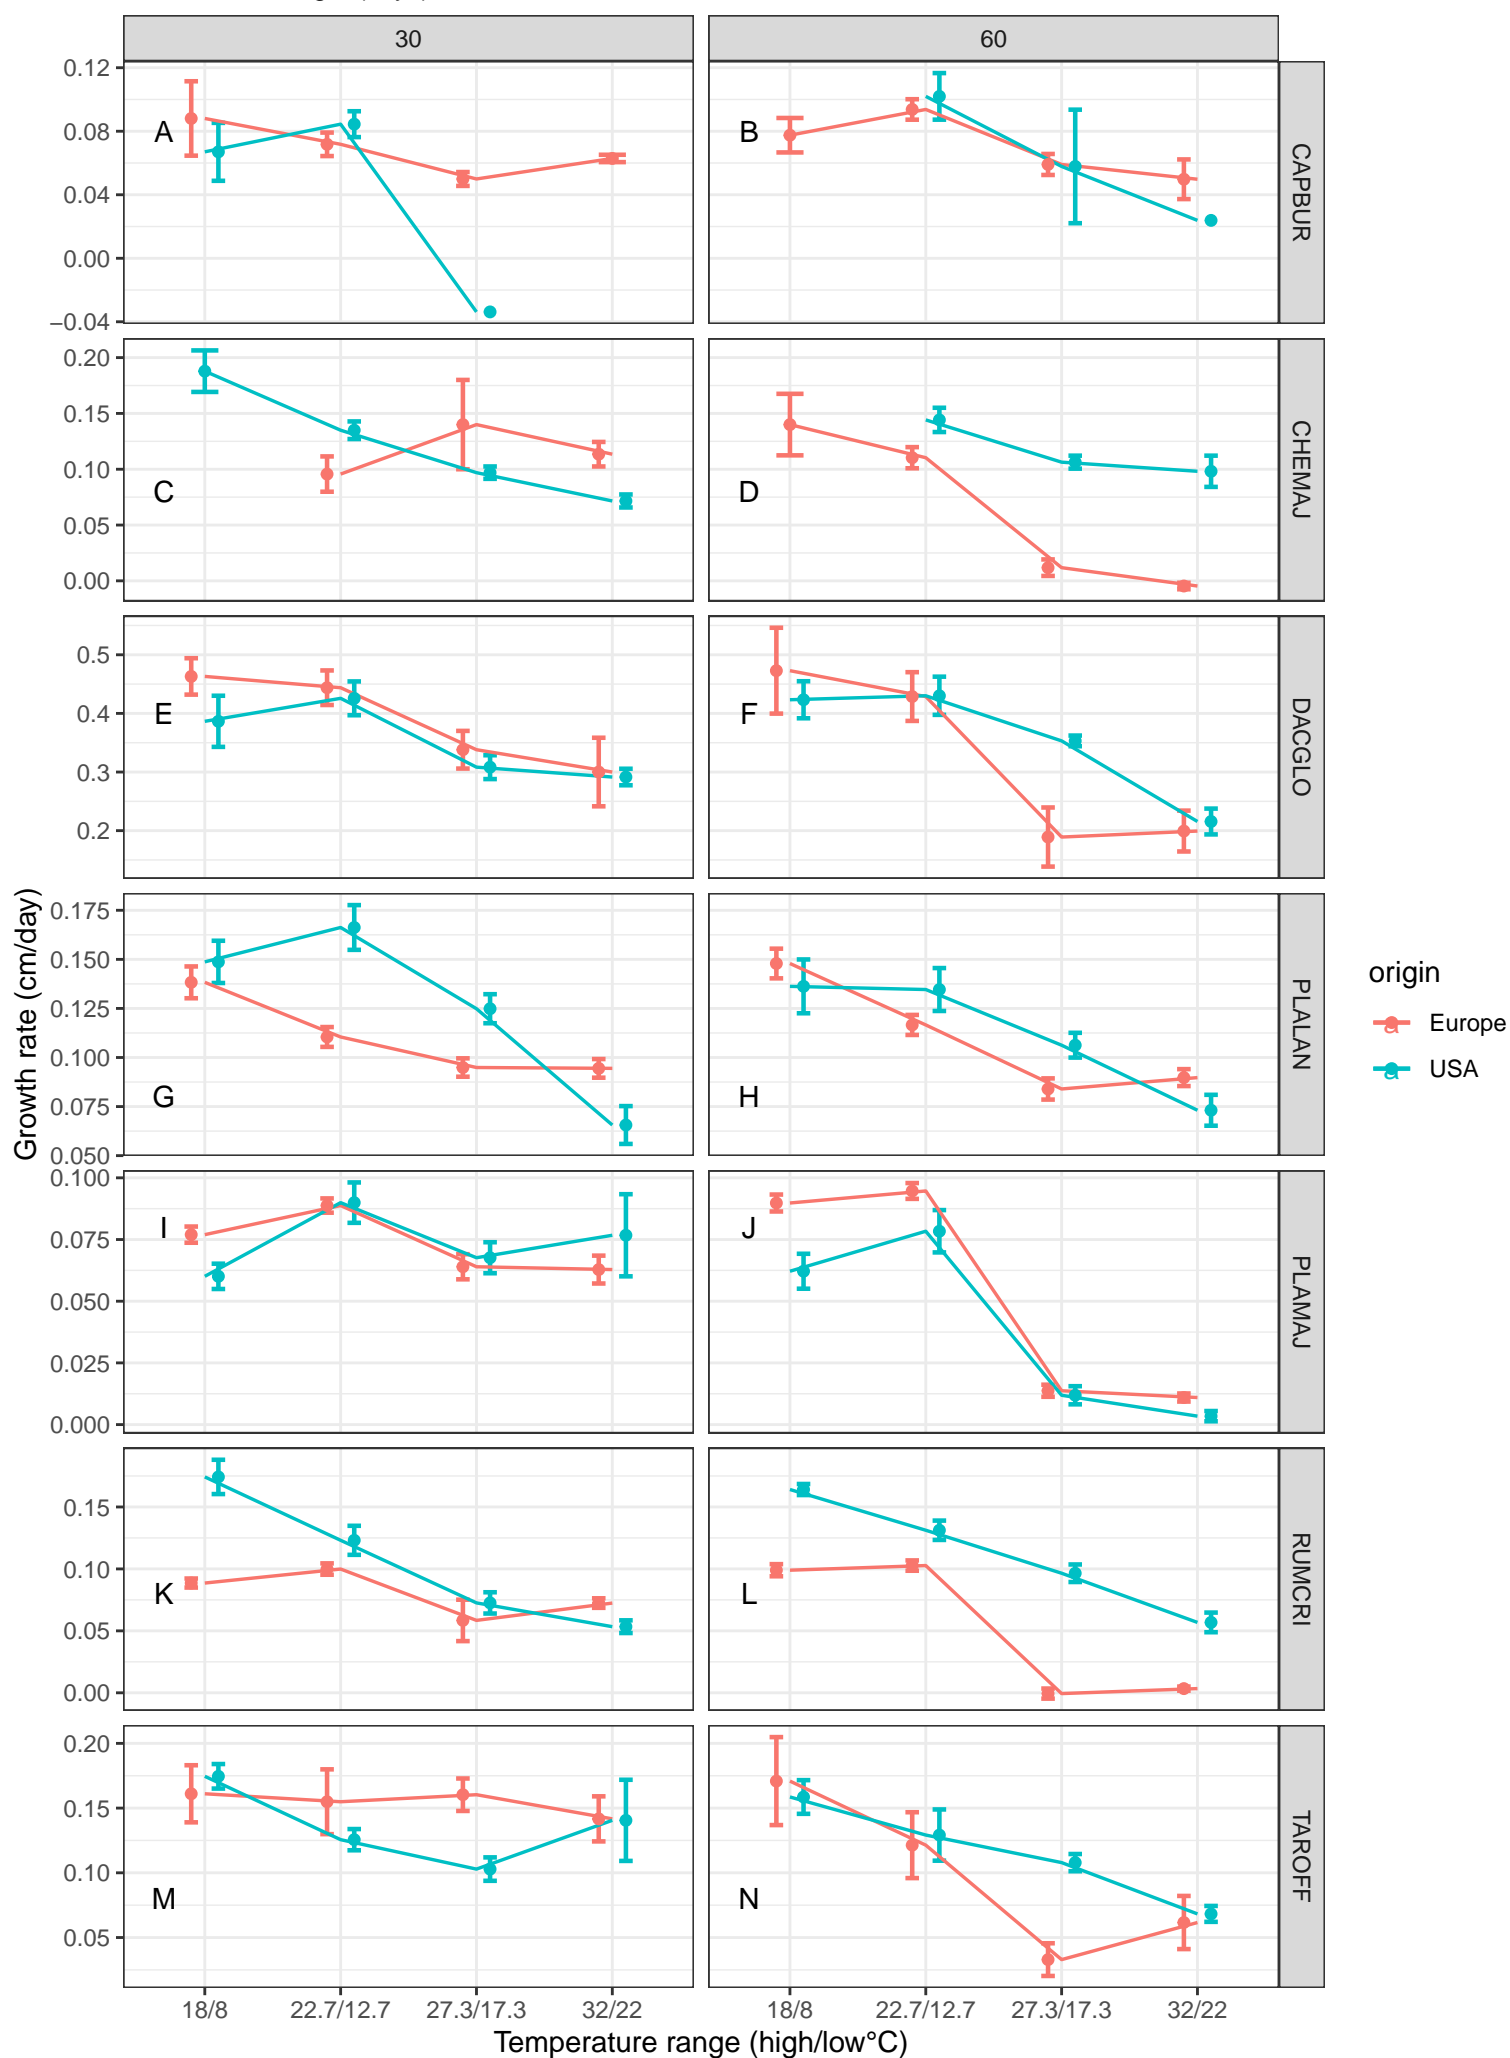 30 60
0.12
0.08
0.04
0.00
−0.04
A B CAPBUR
0.20
0.15
0.10
0.05
0.00
C D CHEMAJ
0.5
0.4
0.3
0.2
E F DACGLO
0.175
0.150
0.125
0.100
0.075
0.050
G H PLALAN
0.100
0.075
0.050
0.025
0.000
I J PLAMAJ
0.15
0.10
0.05
0.00
K L RUMCRI
0.20
0.15
0.10
0.05
M N TAROFF
18/8 22.7/12.7 27.3/17.3 32/22 18/8 22.7/12.7 27.3/17.3 32/22
Temperature range (high/low°C)
Growth rate (cm/day)
origin
a Europe
a USA